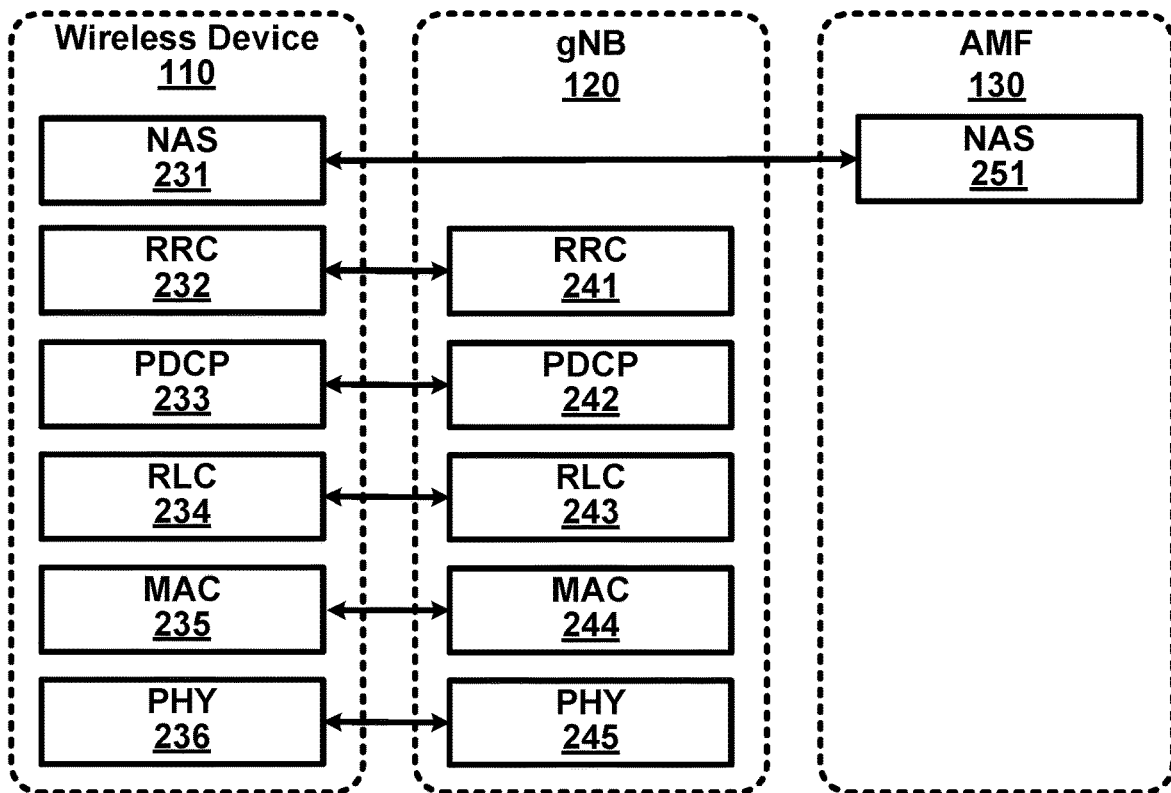 Wireless Device
110
gNB
120
AMF
130
NAS
231
NAS
251
RRC
232
RRC
241
PDCP
233
PDCP
242
RLC
234
RLC
243
MAC
235
MAC
244
PHY
236
PHY
245